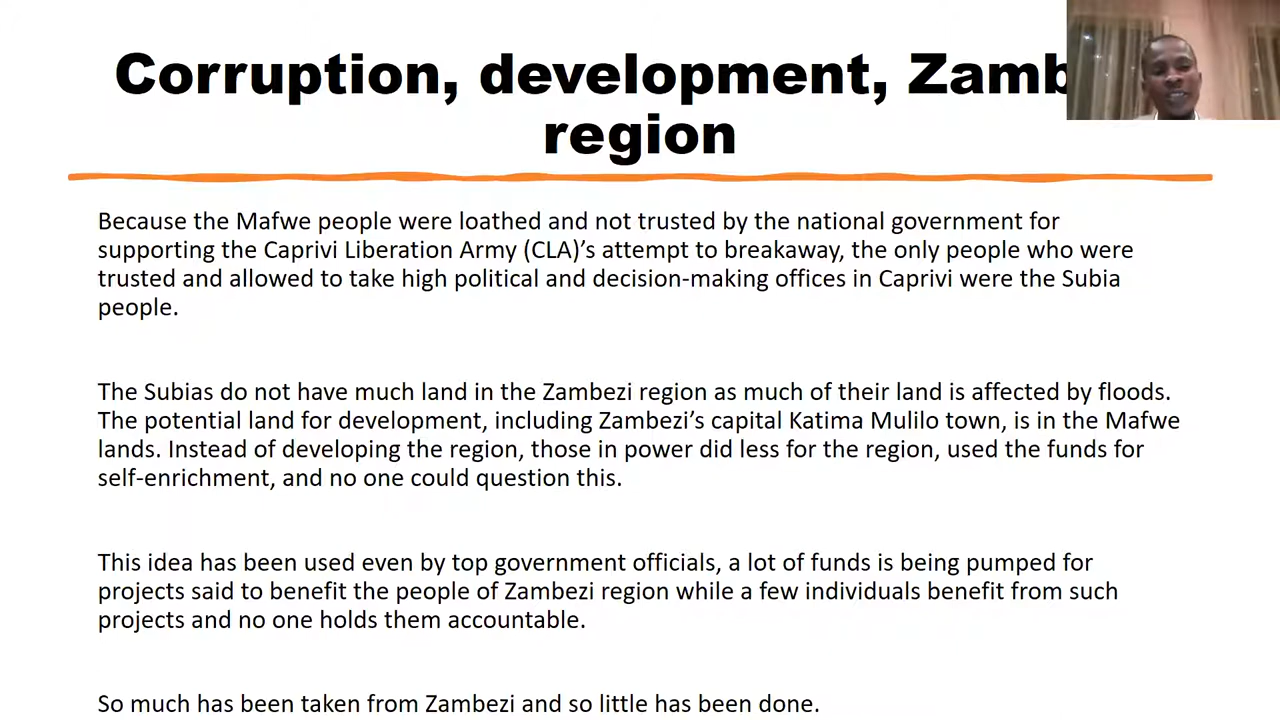 Corruption, development, Zamb
region
Because the Mafwe people were loathed and not trusted by the national government for
supporting the Caprivi Liberation Army (CLA)’s attempt to breakaway, the only people who were
trusted and allowed to take high political and decision-making offices in Caprivi were the Subia
people.
The Subias do not have much land in the Zambezi region as much of their land is affected by floods.
The potential land for development, including Zambezi’s capital Katima Mulilo town, is in the Mafwe
lands. Instead of developing the region, those in power did less for the region, used the funds for
self-enrichment, and no one could question this.
This idea has been used even by top government officials, a lot of funds is being pumped for
projects said to benefit the people of Zambezi region while a few individuals benefit from such
projects and no one holds them accountable.
So much has been taken from Zambezi and so little has been done.